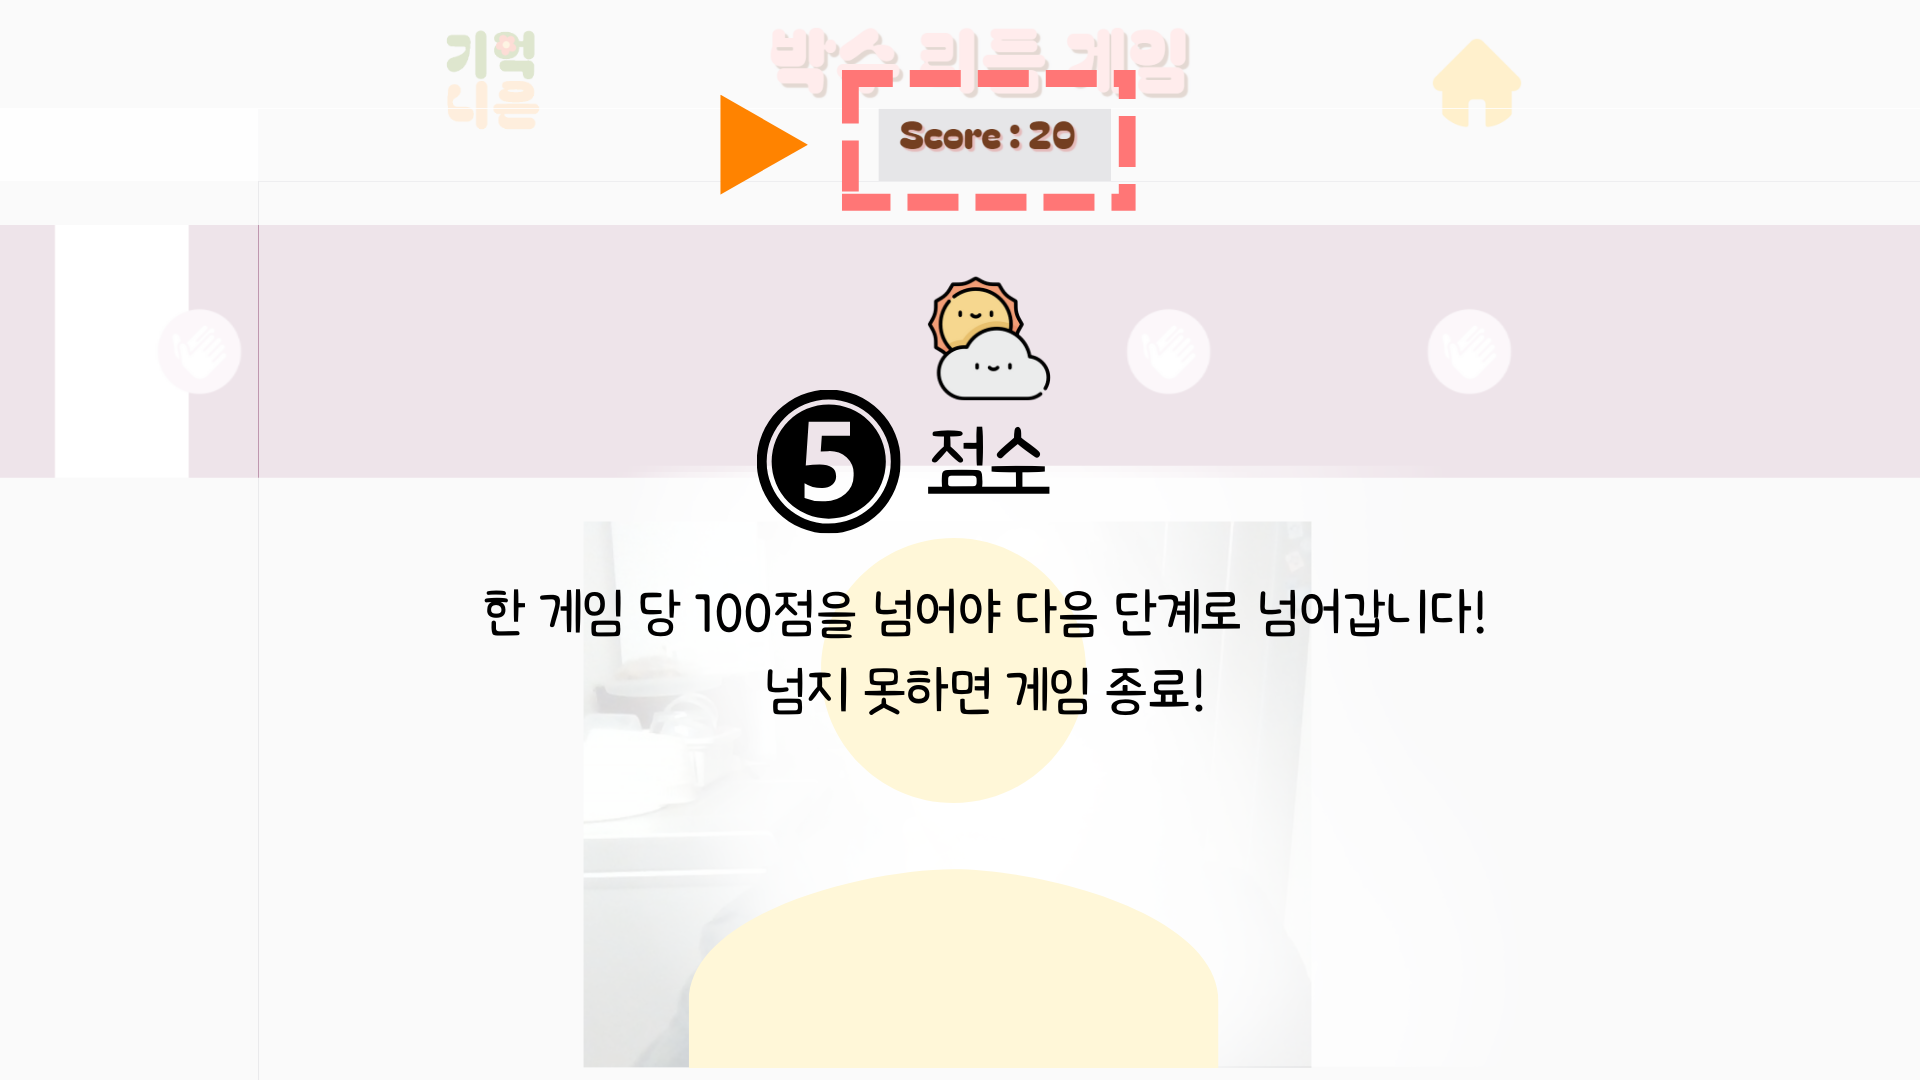 기억
니은
박수 리듬 게임
Score : 20
5 점수
한 게임 당 100점을 넘어야 다음 단계로 넘어갑니다!
넘지 못하면 게임 종료!